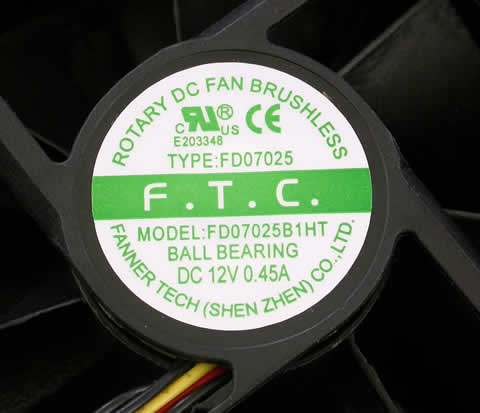 ROTARY DC FAN BRUSHLESS
c RU® US CE
E203348
TYPE:FD07025
F.T.C.
MODEL:FD07025B1HT
BALL BEARING
DC 12V 0.45A
FANNER TECH (SHEN ZHEN) CO.,LTD.